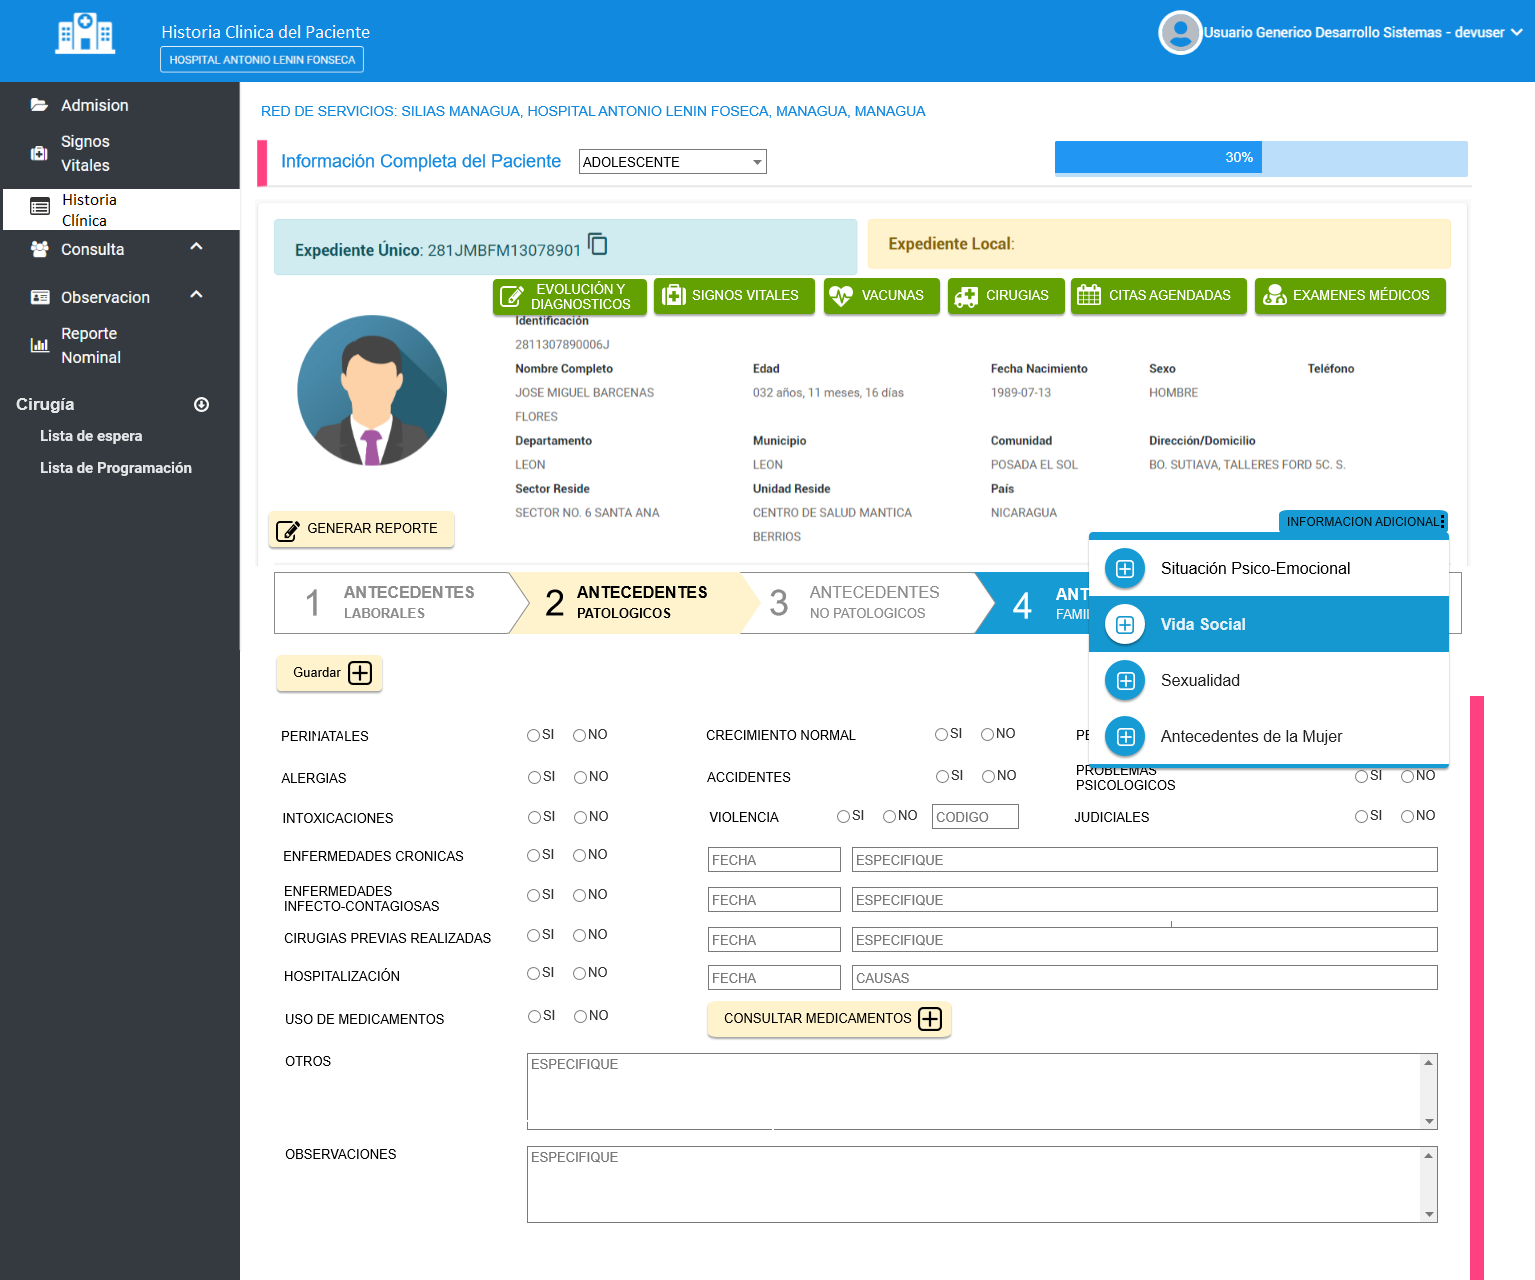 Historia Clinica del Paciente
HOSPITAL ANTONIO LENIN FONSECA
Usuario Generico Desarrollo Sistemas - devuser
Admision
Signos
Vitales
Historia
Clínica
Consulta
Observacion
Reporte
Nominal
Cirugía
Lista de espera
Lista de Programación
RED DE SERVICIOS: SILIAS MANAGUA, HOSPITAL ANTONIO LENIN FOSECA, MANAGUA, MANAGUA
Información Completa del Paciente
ADOLESCENTE
30%
Expediente Único: 281JMBFM13078901
Expediente Local:
EVOLUCIÓN Y
DIAGNOSTICOS
SIGNOS VITALES
VACUNAS
CIRUGIAS
CITAS AGENDADAS
EXAMENES MÉDICOS
Identificación
2811307890006J
Nombre Completo
JOSE MIGUEL BARCENAS
FLORES
Edad
032 años, 11 meses, 16 días
Fecha Nacimiento
1989-07-13
Sexo
HOMBRE
Teléfono
Departamento
LEON
Municipio
LEON
Comunidad
POSADA EL SOL
Dirección/Domicilio
BO. SUTIAVA, TALLERES FORD 5C. S.
Sector Reside
SECTOR NO. 6 SANTA ANA
Unidad Reside
CENTRO DE SALUD MANTICA
BERRIOS
País
NICARAGUA
GENERAR REPORTE
INFORMACION ADICIONAL
Situación Psico-Emocional
Vida Social
Sexualidad
Antecedentes de la Mujer
1 ANTECEDENTES
LABORALES
2 ANTECEDENTES
PATOLOGICOS
3 ANTECEDENTES
NO PATOLOGICOS
4 ANT
FAMI
Guardar
PERINATALES SI NO
CRECIMIENTO NORMAL SI NO
PE
ALERGIAS SI NO
ACCIDENTES SI NO
PROBLEMAS
PSICOLOGICOS SI NO
INTOXICACIONES SI NO
VIOLENCIA SI NO CODIGO
JUDICIALES SI NO
ENFERMEDADES CRONICAS SI NO FECHA ESPECIFIQUE
ENFERMEDADES
INFECTO-CONTAGIOSAS SI NO FECHA ESPECIFIQUE
CIRUGIAS PREVIAS REALIZADAS SI NO FECHA ESPECIFIQUE
HOSPITALIZACIÓN SI NO FECHA CAUSAS
USO DE MEDICAMENTOS SI NO CONSULTAR MEDICAMENTOS
OTROS ESPECIFIQUE
OBSERVACIONES ESPECIFIQUE